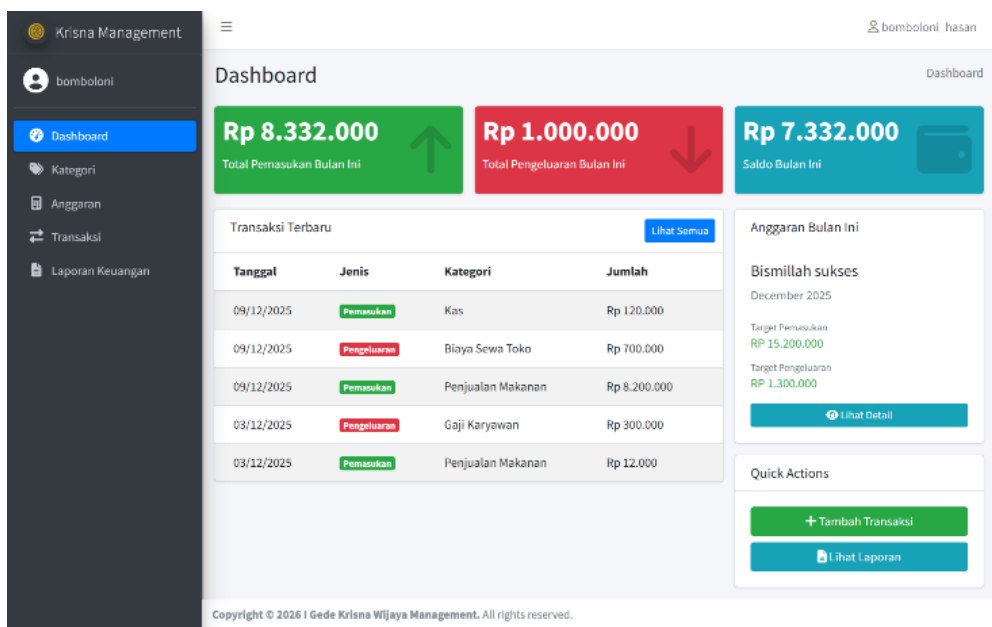 Krisna Management
bomboloni hasan
bomboloni
Dashboard
Kategori
Anggaran
Transaksi
Laporan Keuangan
Dashboard
Dashboard
Rp 8.332.000
Total Pemasukan Bulan Ini
Rp 1.000.000
Total Pengeluaran Bulan Ini
Rp 7.332.000
Saldo Bulan Ini
Transaksi Terbaru
Lihat Semua
Tanggal Jenis Kategori Jumlah
09/12/2025 Pemasukan Kas Rp 120.000
09/12/2025 Pengeluaran Biaya Sewa Toko Rp 700.000
09/12/2025 Pemasukan Penjualan Makanan Rp 8.200.000
03/12/2025 Pengeluaran Gaji Karyawan Rp 300.000
03/12/2025 Pemasukan Penjualan Makanan Rp 12.000
Anggaran Bulan Ini
Bismillah sukses
December 2025
Target Pemasukan
RP 15.200.000
Target Pengeluaran
RP 1.300.000
Lihat Detail
Quick Actions
Tambah Transaksi
Lihat Laporan
Copyright © 2026 I Gede Krisna Wijaya Management. All rights reserved.